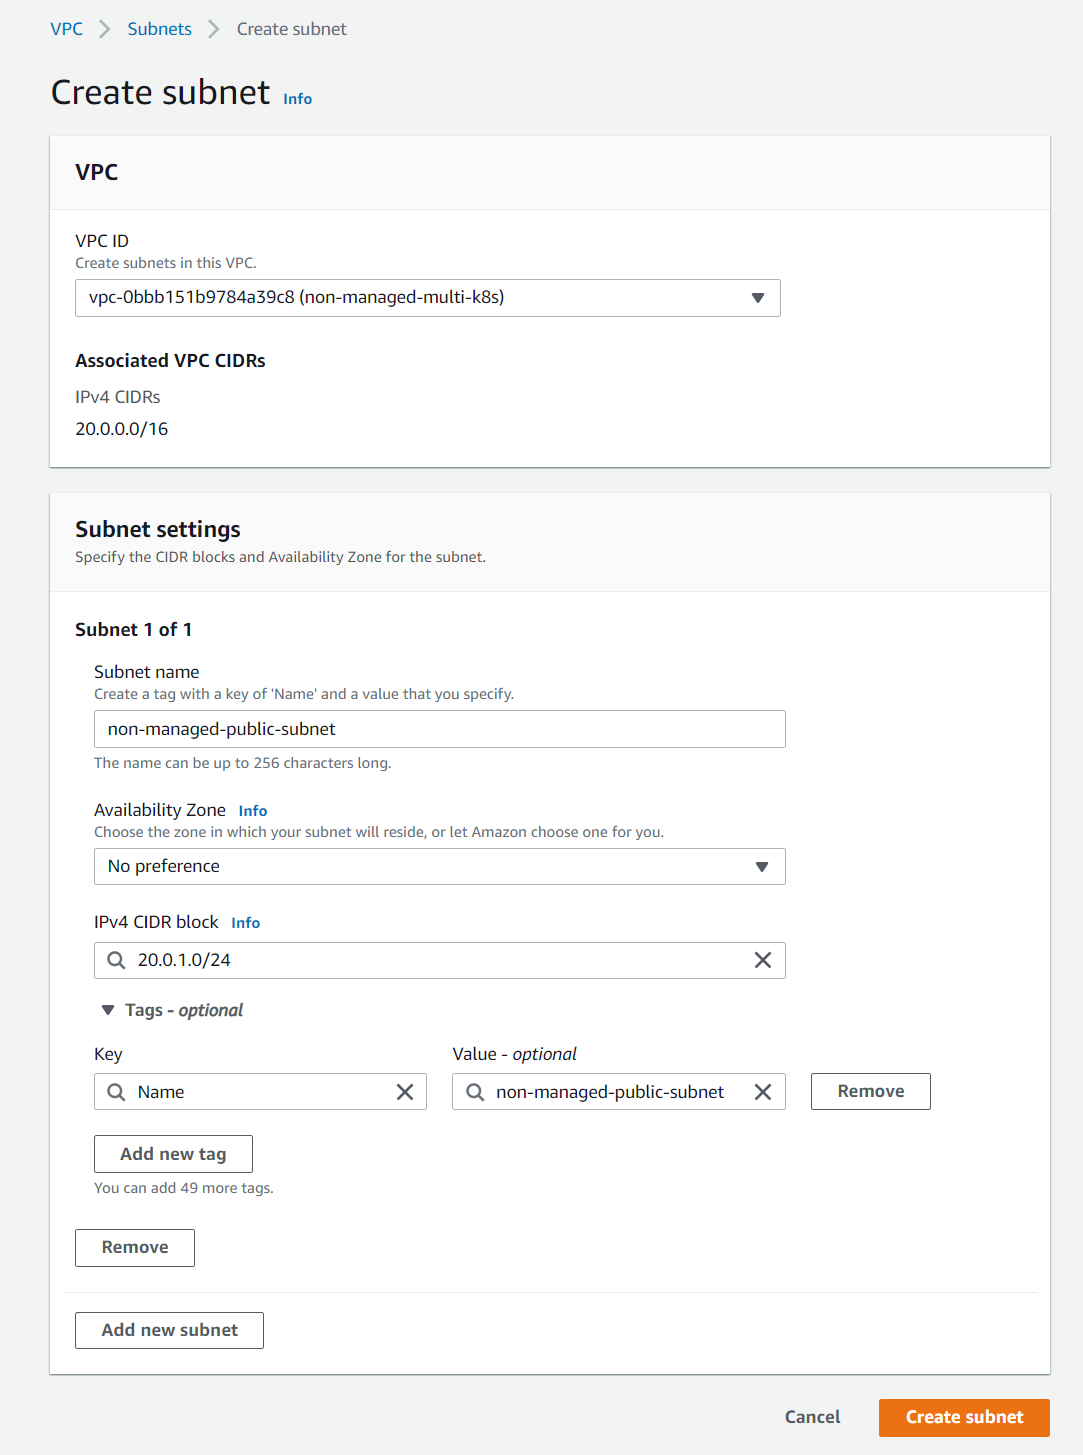 VPC > Subnets > Create subnet
Create subnet Info
VPC
VPC ID
Create subnets in this VPC.
vpc-0bbb151b9784a39c8 (non-managed-multi-k8s)
Associated VPC CIDRs
IPv4 CIDRs
20.0.0.0/16
Subnet settings
Specify the CIDR blocks and Availability Zone for the subnet.
Subnet 1 of 1
Subnet name
Create a tag with a key of 'Name' and a value that you specify.
non-managed-public-subnet
The name can be up to 256 characters long.
Availability Zone Info
Choose the zone in which your subnet will reside, or let Amazon choose one for you.
No preference
IPv4 CIDR block Info
20.0.1.0/24
Tags - optional
Key Value - optional
Name non-managed-public-subnet Remove
Add new tag
You can add 49 more tags.
Remove
Add new subnet
Cancel Create subnet